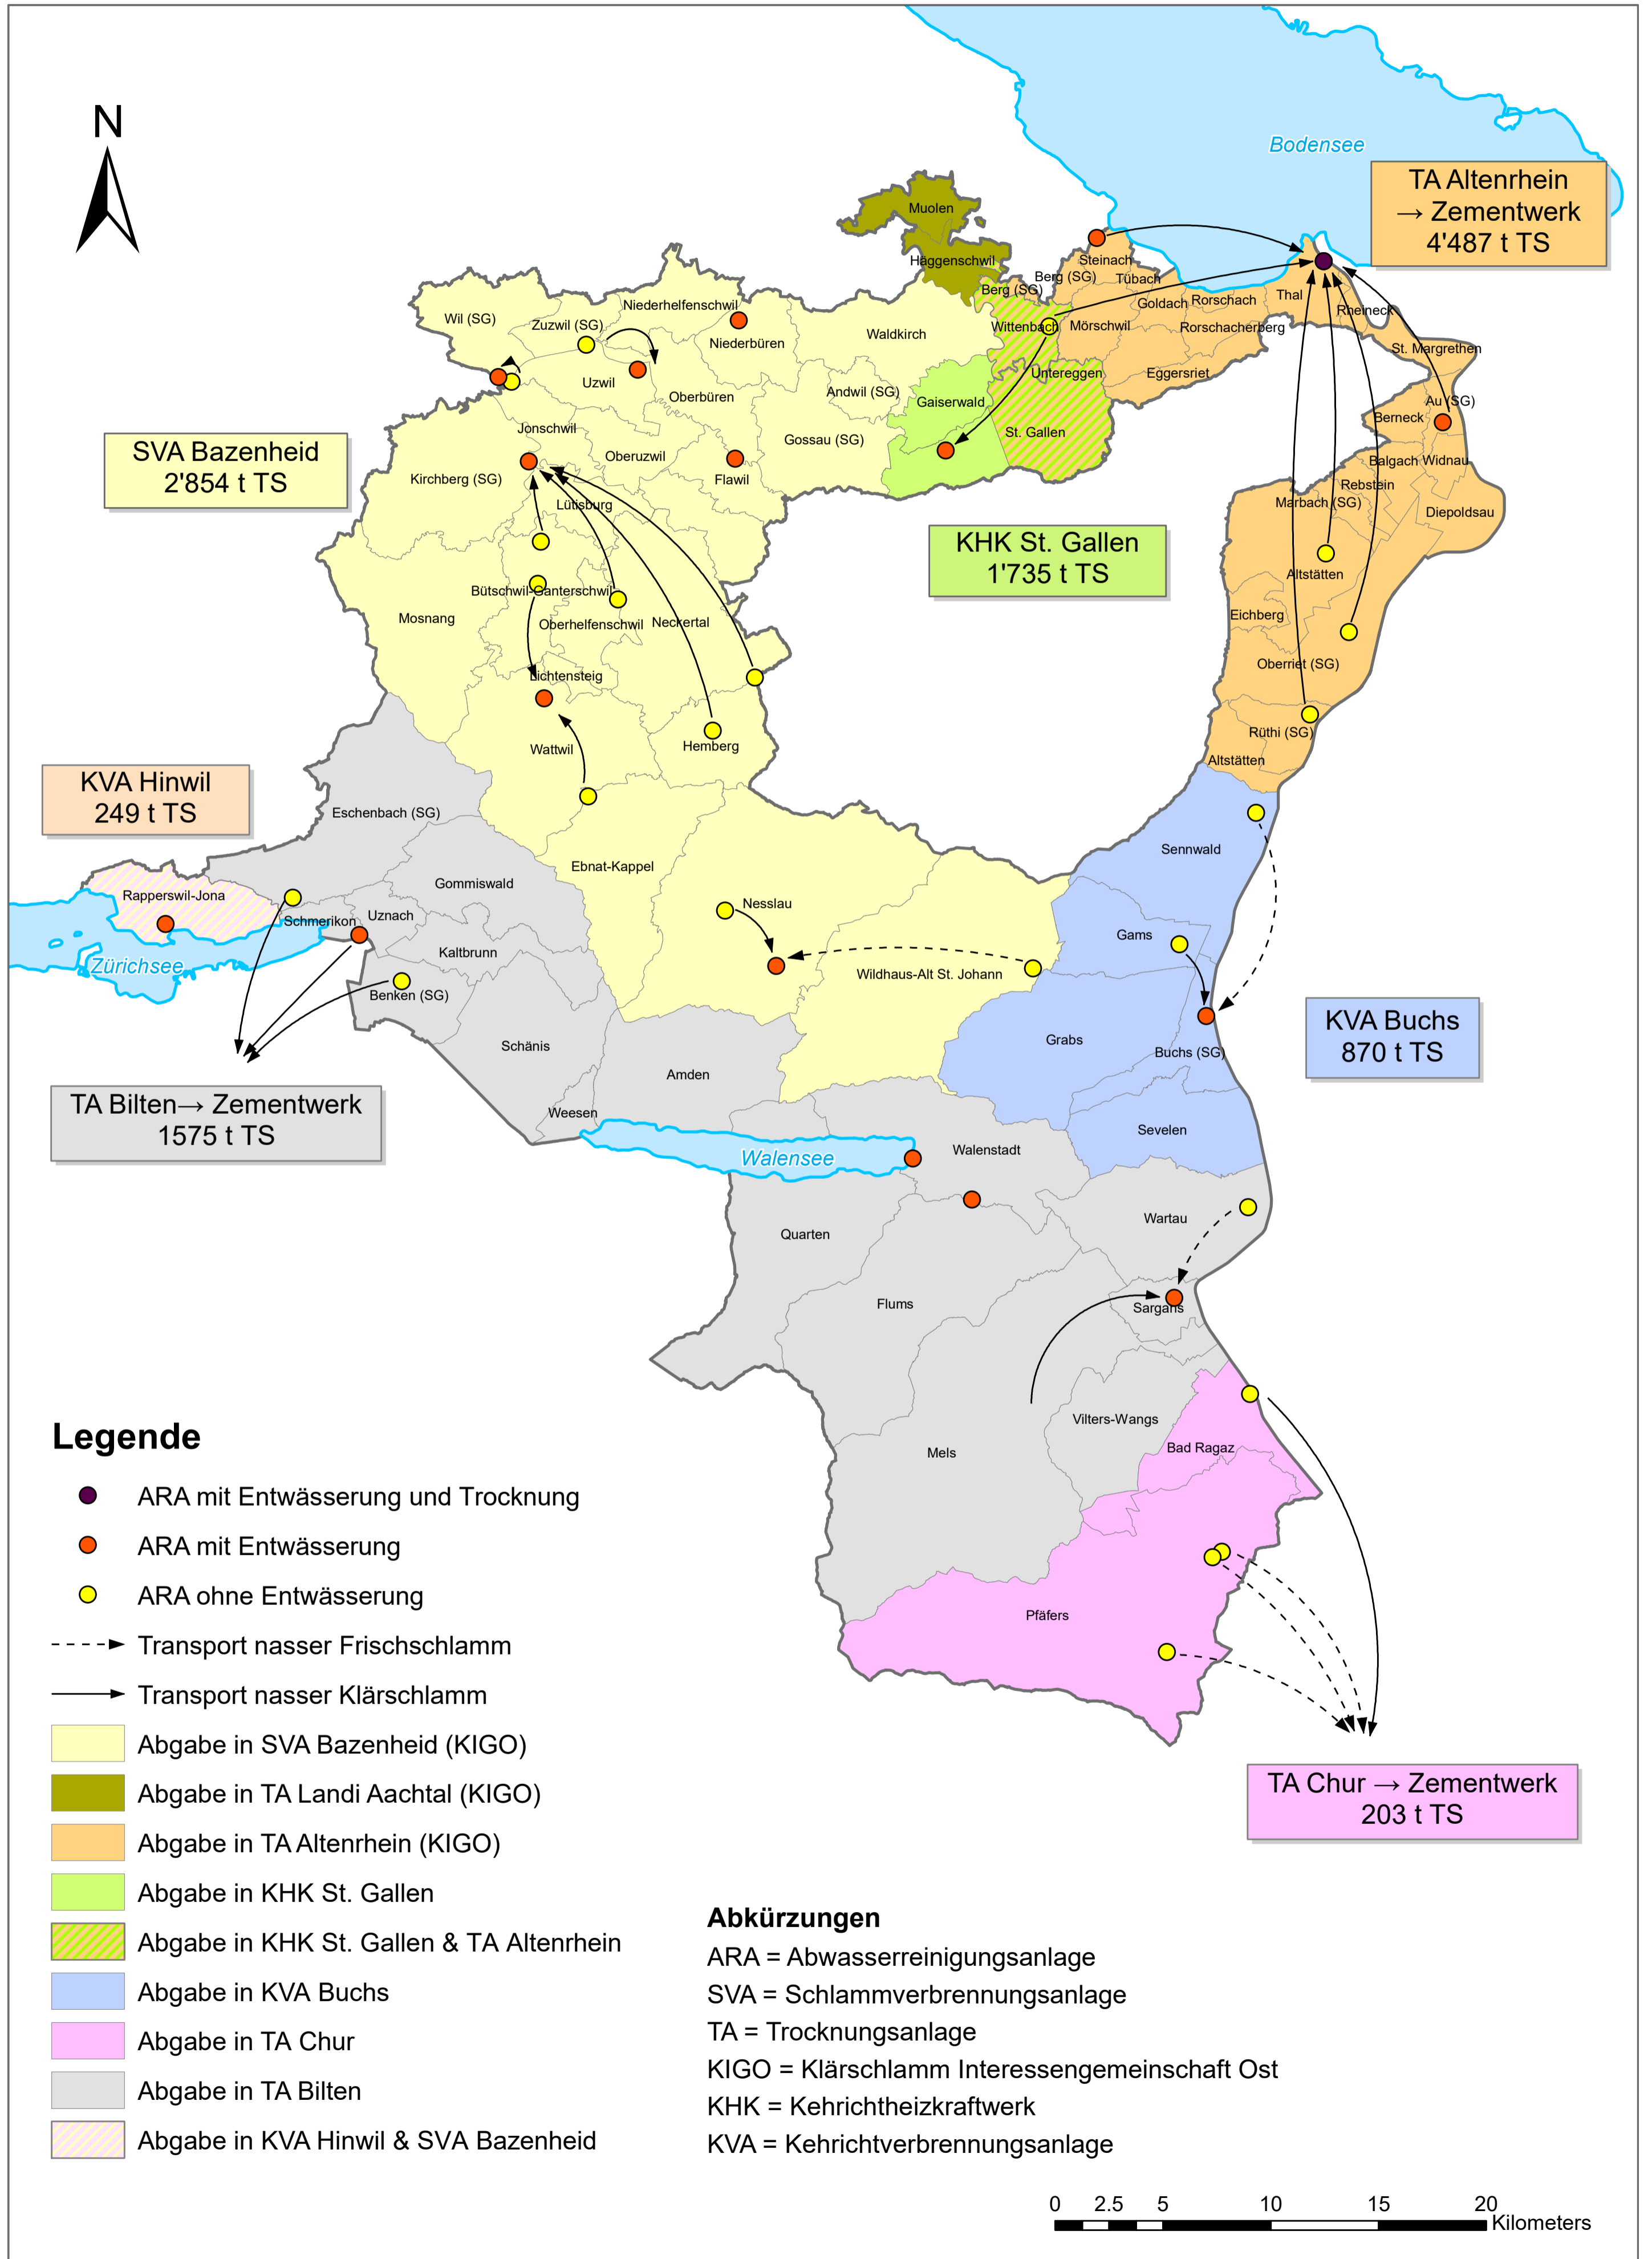 N
Bodensee
TA Altenrhein
→ Zementwerk
4'487 t TS
Muolen
Häggenschwil
Berg (SG)
Steinach
Berg (SG)
Tübach
Goldach
Rorschach
Thal
Rheineck
Wittenbach
Mörschwil
Rorschacherberg
St. Margrethen
Untereggen
Eggersriet
Au (SG)
Berneck
Balgach
Widnau
Rebstein
Marbach (SG)
Diepoldsau
Altstätten
Eichberg
Oberriet (SG)
Rüthi (SG)
Altstätten
Wil (SG)
Zuzwil (SG)
Niederhelfenschwil
Niederbüren
Waldkirch
Uzwil
Oberbüren
Andwil (SG)
Gaiserwald
Jonschwil
Gossau (SG)
St. Gallen
Oberuzwil
Kirchberg (SG)
Flawil
Lütisburg
SVA Bazenheid
2'854 t TS
KHK St. Gallen
1'735 t TS
Bütschwil-Ganterschwil
Mosnang
Oberhelfenschwil
Neckertal
Lichtensteig
Wattwil
Hemberg
KVA Hinwil
249 t TS
Eschenbach (SG)
Ebnat-Kappel
Sennwald
Rapperswil-Jona
Gommiswald
Nesslau
Schmerikon
Uznach
Gams
Kaltbrunn
Zürichsee
Wildhaus-Alt St. Johann
Benken (SG)
Schänis
Grabs
Buchs (SG)
KVA Buchs
870 t TS
Amden
TA Bilten→ Zementwerk
1575 t TS
Weesen
Sevelen
Walensee
Walenstadt
Quarten
Wartau
Flums
Sargans
Vilters-Wangs
Mels
Bad Ragaz
Pfäfers
TA Chur → Zementwerk
203 t TS
Legende
ARA mit Entwässerung und Trocknung
ARA mit Entwässerung
ARA ohne Entwässerung
Transport nasser Frischschlamm
Transport nasser Klärschlamm
Abgabe in SVA Bazenheid (KIGO)
Abgabe in TA Landi Aachtal (KIGO)
Abgabe in TA Altenrhein (KIGO)
Abgabe in KHK St. Gallen
Abgabe in KHK St. Gallen & TA Altenrhein
Abgabe in KVA Buchs
Abgabe in TA Chur
Abgabe in TA Bilten
Abgabe in KVA Hinwil & SVA Bazenheid
Abkürzungen
ARA = Abwasserreinigungsanlage
SVA = Schlammverbrennungsanlage
TA = Trocknungsanlage
KIGO = Klärschlamm Interessengemeinschaft Ost
KHK = Kehrichtheizkraftwerk
KVA = Kehrichtverbrennungsanlage
0 2.5 5 10 15 20
Kilometers